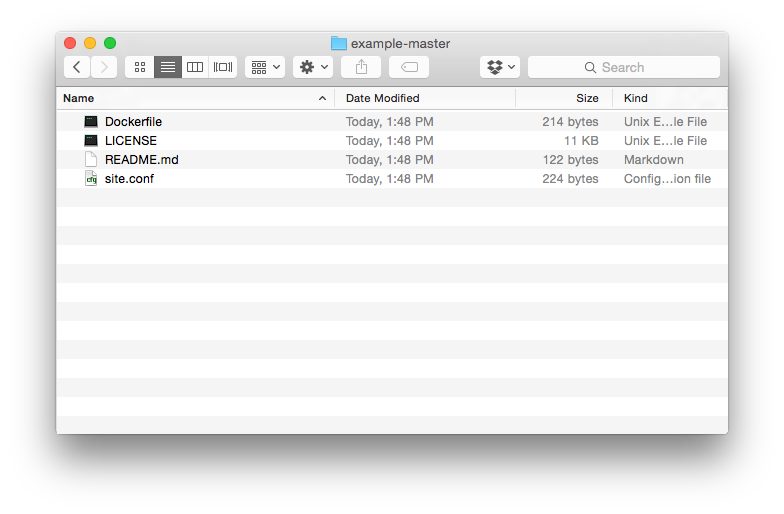 example-master
Search
Name Date Modified Size Kind
Dockerfile Today, 1:48 PM 214 bytes Unix E...le File
LICENSE Today, 1:48 PM 11 KB Unix E...le File
README.md Today, 1:48 PM 122 bytes Markdown
cfg site.conf Today, 1:48 PM 224 bytes Config...ion file